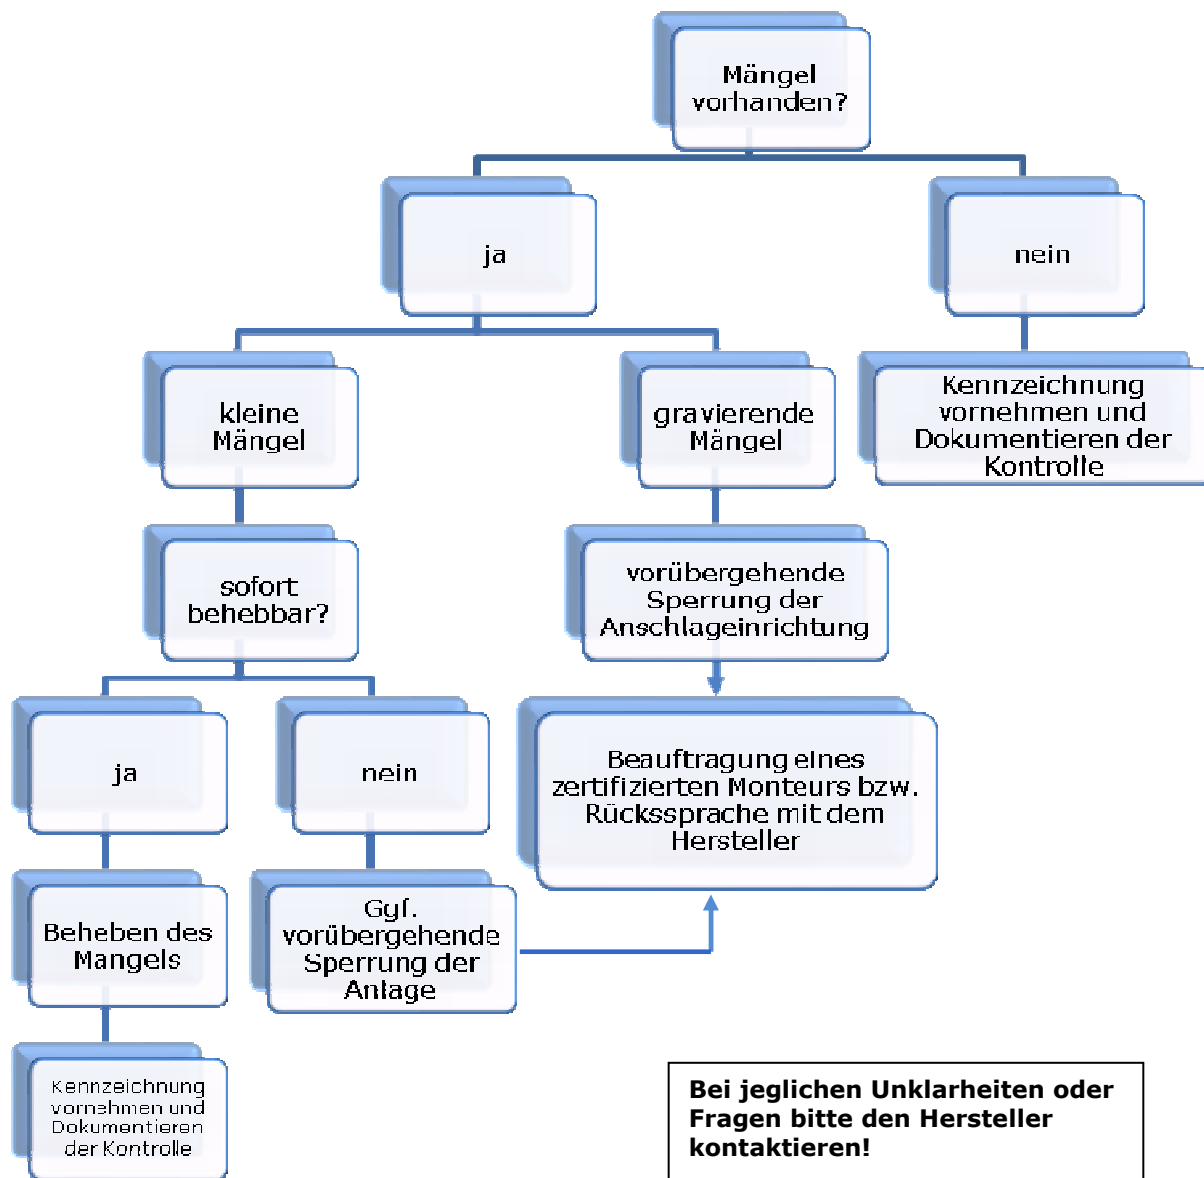 Mängel
vorhanden?
ja
nein
kleine
Mängel
gravierende
Mängel
Kennzeichnung
vornehmen und
Dokumentieren der
Kontrolle
sofort
behebbar?
vorübergehende
Sperrung der
Anschlageinrichtung
ja
nein
Beauftragung eines
zertifizierten Monteurs bzw.
Rückssprache mit dem
Hersteller
Beheben des
Mangels
Ggf.
vorübergehende
Sperrung der
Anlage
Kennzeichnung
vornehmen und
Dokumentieren
der Kontrolle
Bei jeglichen Unklarheiten oder
Fragen bitte den Hersteller
kontaktieren!